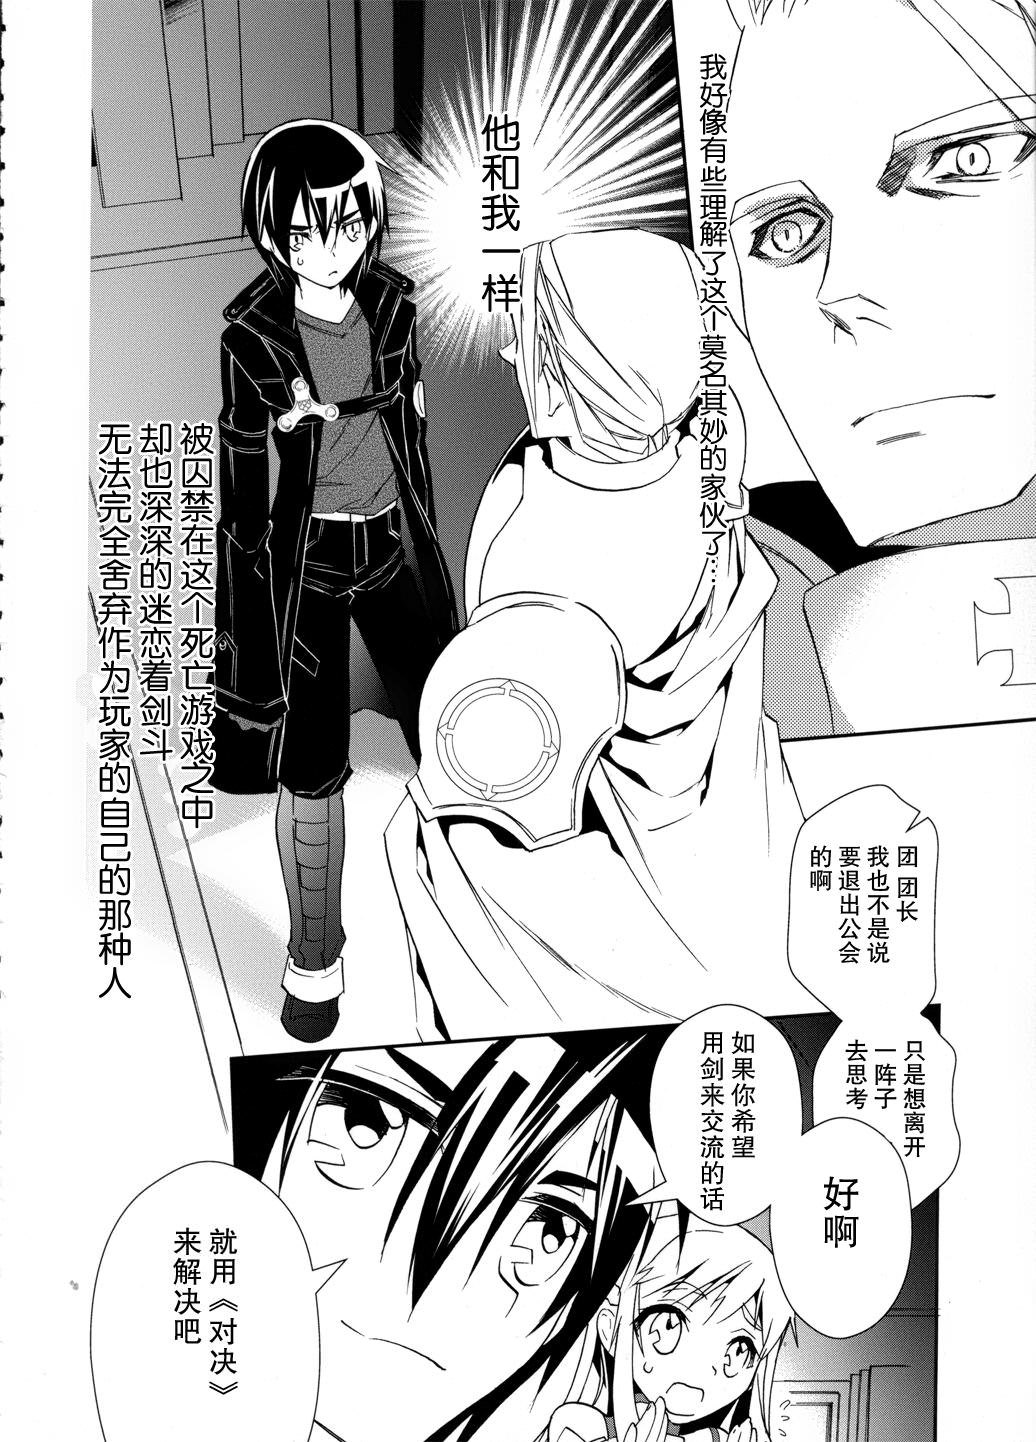 我好像有些理解了这个莫名其妙的家伙了……
他和我一样
被囚禁在这个死亡游戏之中
却也深深的迷恋着剑斗
无法完全舍弃作为玩家的自己的那种人
团 团长
我也不是说
要退出公会
的啊
只是想离开
一阵子
去思考
好啊
如果你希望
用剑来交流的话
就用《对决》
来解决吧